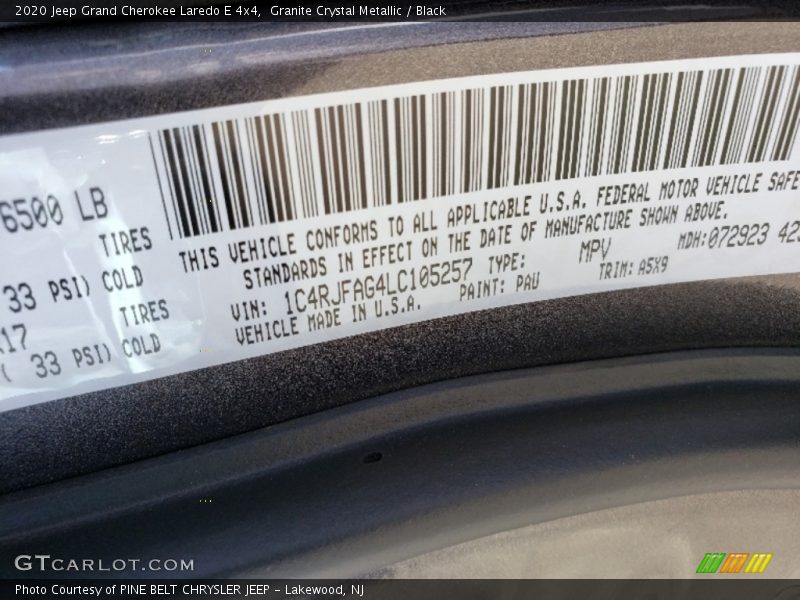 2020 Jeep Grand Cherokee Laredo E 4x4, Granite Crystal Metallic / Black
6500 LB
TIRES
33 PSI) COLD
17 TIRES
( 33 PSI) COLD
THIS VEHICLE CONFORMS TO ALL APPLICABLE U.S.A. FEDERAL MOTOR VEHICLE SAFE
STANDARDS IN EFFECT ON THE DATE OF MANUFACTURE SHOWN ABOVE.
VIN: 1C4RJFAG4LC105257 TYPE: MPV MDH:072923 42
VEHICLE MADE IN U.S.A. PAINT: PAU TRIM: A5X9
GTCARLOT.COM
Photo Courtesy of PINE BELT CHRYSLER JEEP - Lakewood, NJ